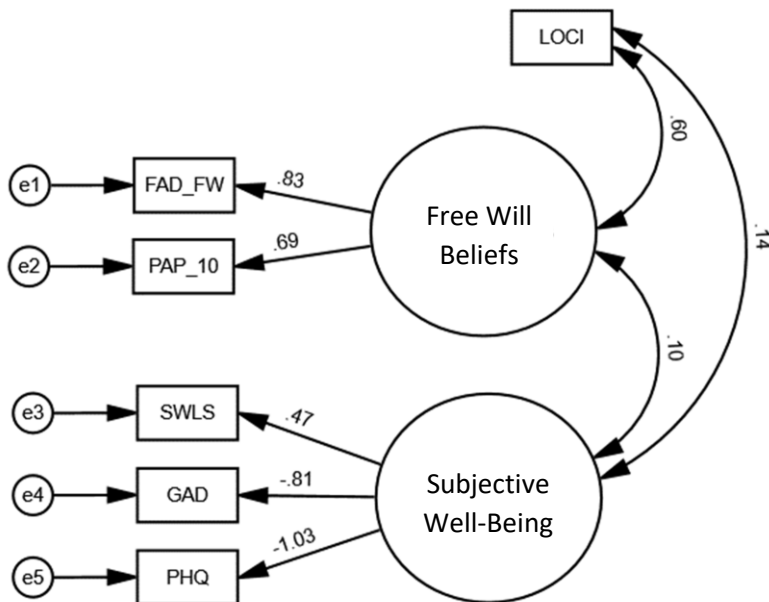 LOCI
.60
.14
e1
FAD_FW
.83
Free Will
Beliefs
e2
PAP_10
.69
.10
e3
SWLS
.47
e4
GAD
-.81
Subjective
Well-Being
e5
PHQ
-1.03